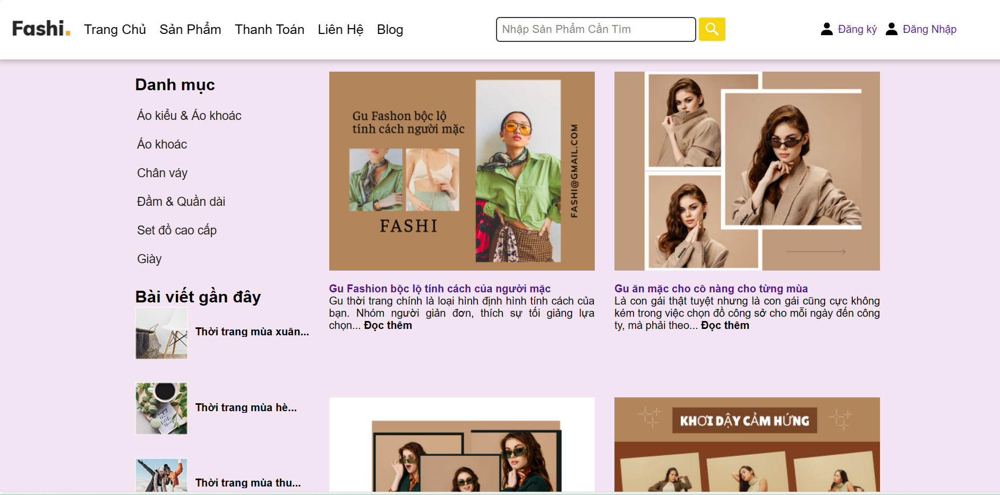 Fashi.
Trang Chủ
Sản Phẩm
Thanh Toán
Liên Hệ
Blog
Nhập Sản Phẩm Cần Tìm
Đăng ký
Đăng Nhập
Danh mục
Áo kiểu & Áo khoác
Áo khoác
Chân váy
Đầm & Quần dài
Set đồ cao cấp
Giày
Bài viết gần đây
Thời trang mùa xuân...
Thời trang mùa hè...
Thời trang mùa thu...
Gu Fashon bộc lộ
tính cách người mặc
FASHI
FASHI@GMAIL.COM
Gu Fashion bộc lộ tính cách của người mặc
Gu thời trang chính là loại hình định hình tính cách của
bạn. Nhóm người giản đơn, thích sự tối giảng lựa
chọn... Đọc thêm
Gu ăn mặc cho cô nàng cho từng mùa
Là con gái thật tuyệt nhưng là con gái cũng cực không
kém trong việc chọn đồ công sở cho mỗi ngày đến công
ty, mà phải theo... Đọc thêm
KHƠI DẬY CẢM HỨNG